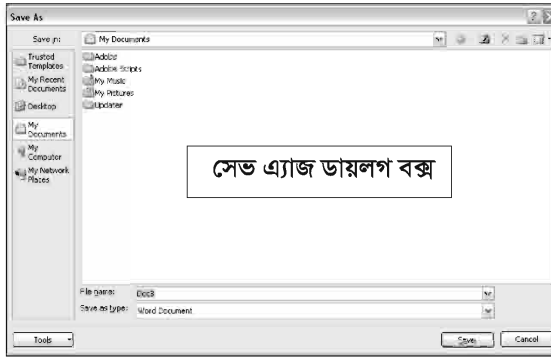 Save As
Save in:
My Documents
Trusted
Templates
My Recent
Documents
Desktop
My
Documents
My
Computer
My Network
Places
Adobe
Adobe Scripts
My Music
My Pictures
Updater
সেভ এ্যাজ ডায়লগ বক্স
File name:
Doc3
Save as type:
Word Document
Tools
Save
Cancel